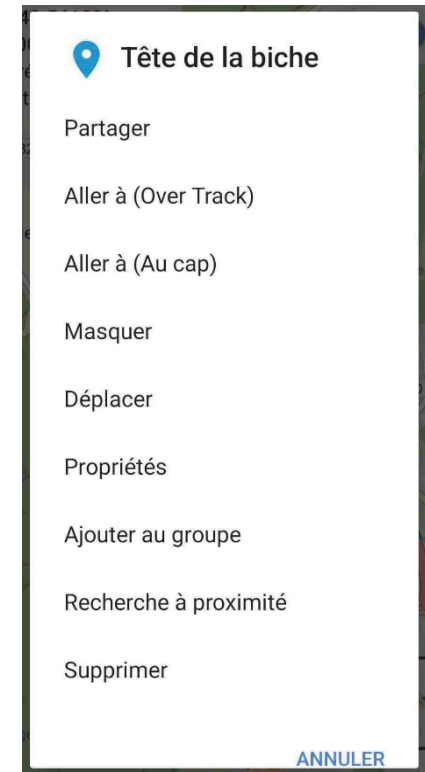 Tête de la biche
Partager
Aller à (Over Track)
Aller à (Au cap)
Masquer
Déplacer
Propriétés
Ajouter au groupe
Recherche à proximité
Supprimer
ANNULER